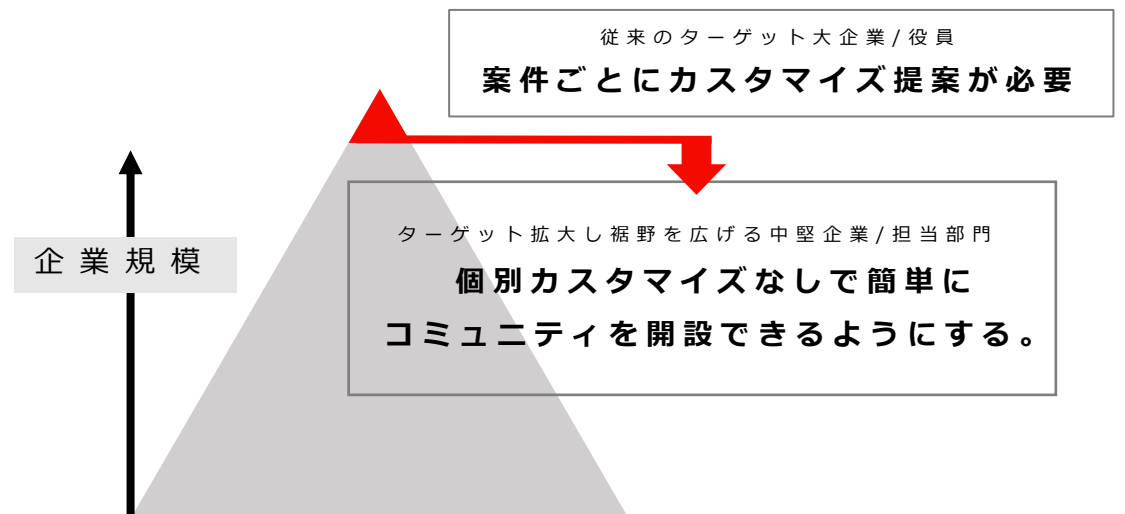 従来のターゲット大企業/役員
案件ごとにカスタマイズ提案が必要
企業規模
ターゲット拡大し裾野を広げる中堅企業/担当部門
個別カスタマイズなしで簡単に
コミュニティを開設できるようにする。